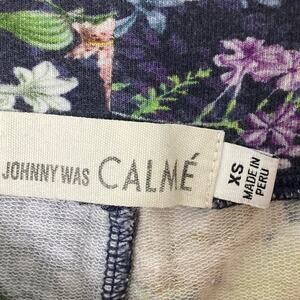 JOHNNY WAS CALMÉ
XS
MADE IN
PERU